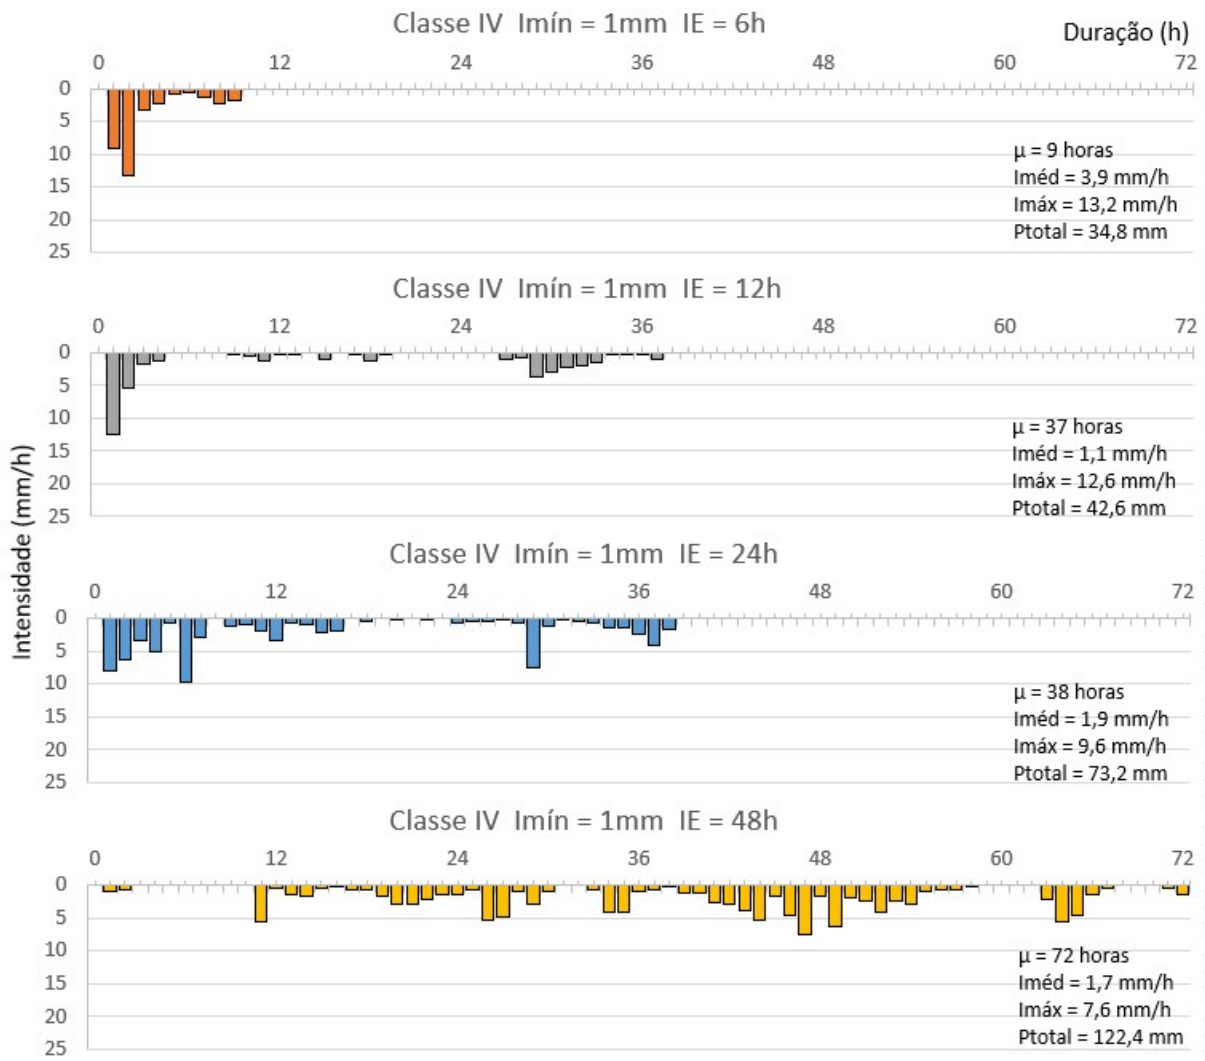 Classe IV  Imín = 1mm  IE = 6h
Duração (h)
0 12 24 36 48 60 72
0
5
10
15
20
25
µ = 9 horas
Iméd = 3,9 mm/h
Imáx = 13,2 mm/h
Ptotal = 34,8 mm
Classe IV  Imín = 1mm  IE = 12h
0 12 24 36 48 60 72
0
5
10
15
20
25
µ = 37 horas
Iméd = 1,1 mm/h
Imáx = 12,6 mm/h
Ptotal = 42,6 mm
Intensidade (mm/h)
Classe IV  Imín = 1mm  IE = 24h
0 12 24 36 48 60 72
0
5
10
15
20
25
µ = 38 horas
Iméd = 1,9 mm/h
Imáx = 9,6 mm/h
Ptotal = 73,2 mm
Classe IV  Imín = 1mm  IE = 48h
0 12 24 36 48 60 72
0
5
10
15
20
25
µ = 72 horas
Iméd = 1,7 mm/h
Imáx = 7,6 mm/h
Ptotal = 122,4 mm